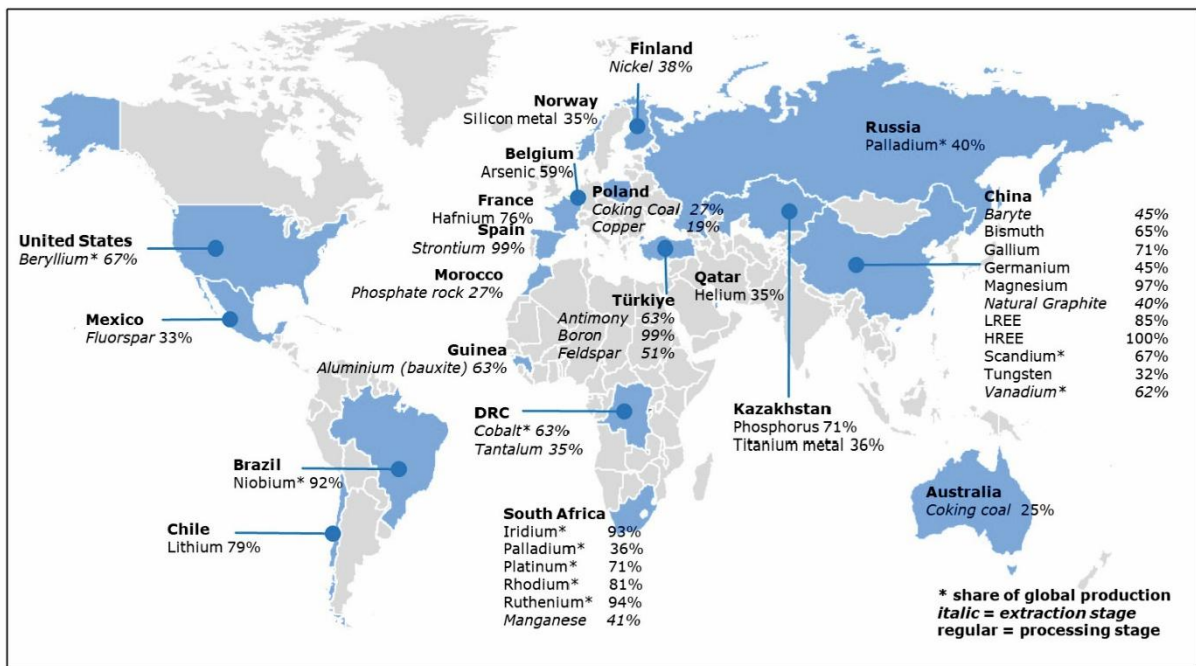 Finland
Nickel 38%
Norway
Silicon metal 35%
Belgium
Arsenic 59%
France
Hafnium 76%
Spain
Strontium 99%
Poland
Coking Coal 27%
Copper 19%
Russia
Palladium* 40%
China
Baryte 45%
Bismuth 65%
Gallium 71%
Germanium 45%
Magnesium 97%
Natural Graphite 40%
LREE 85%
HREE 100%
Scandium* 67%
Tungsten 32%
Vanadium* 62%
United States
Beryllium* 67%
Mexico
Fluorspar 33%
Morocco
Phosphate rock 27%
Qatar
Helium 35%
Türkiye
Antimony 63%
Boron 99%
Feldspar 51%
Guinea
Aluminium (bauxite) 63%
DRC
Cobalt* 63%
Tantalum 35%
Kazakhstan
Phosphorus 71%
Titanium metal 36%
Brazil
Niobium* 92%
Chile
Lithium 79%
South Africa
Iridium* 93%
Palladium* 36%
Platinum* 71%
Rhodium* 81%
Ruthenium* 94%
Manganese 41%
Australia
Coking coal 25%
* share of global production
italic = extraction stage
regular = processing stage